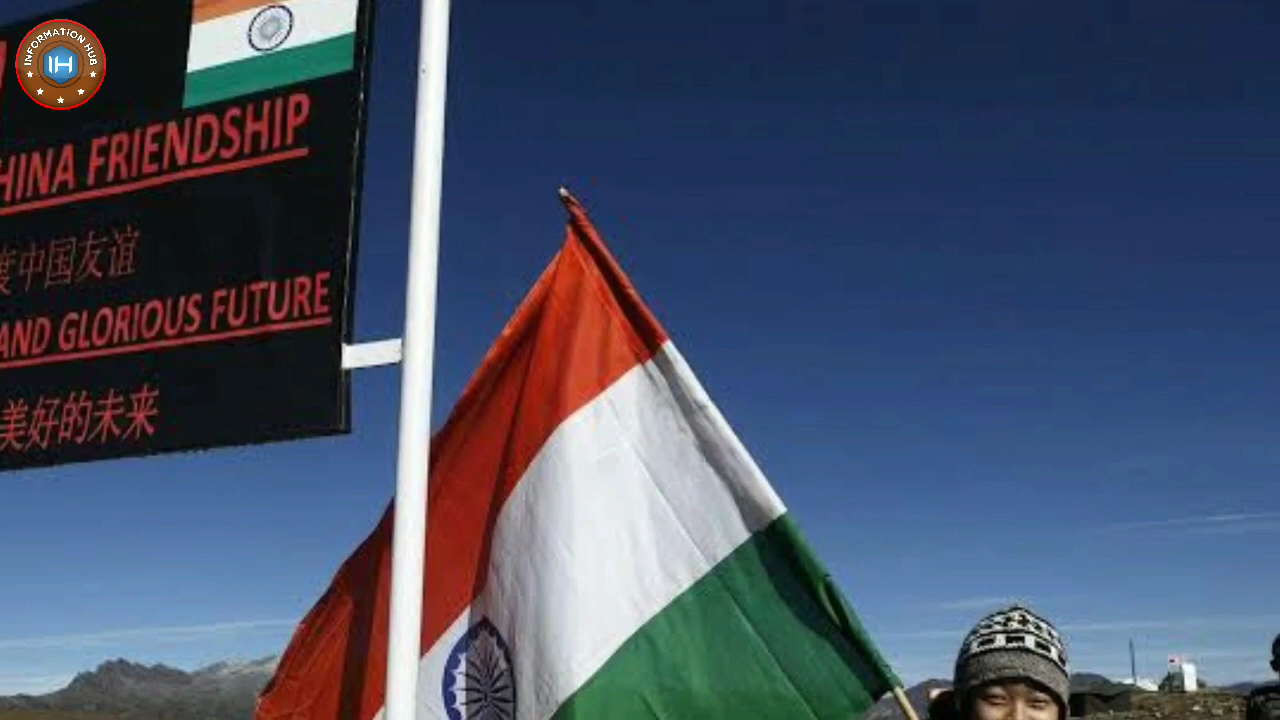 INFORMATION HUB
IH
HINA FRIENDSHIP
度中国友谊
AND GLORIOUS FUTURE
美好的未来